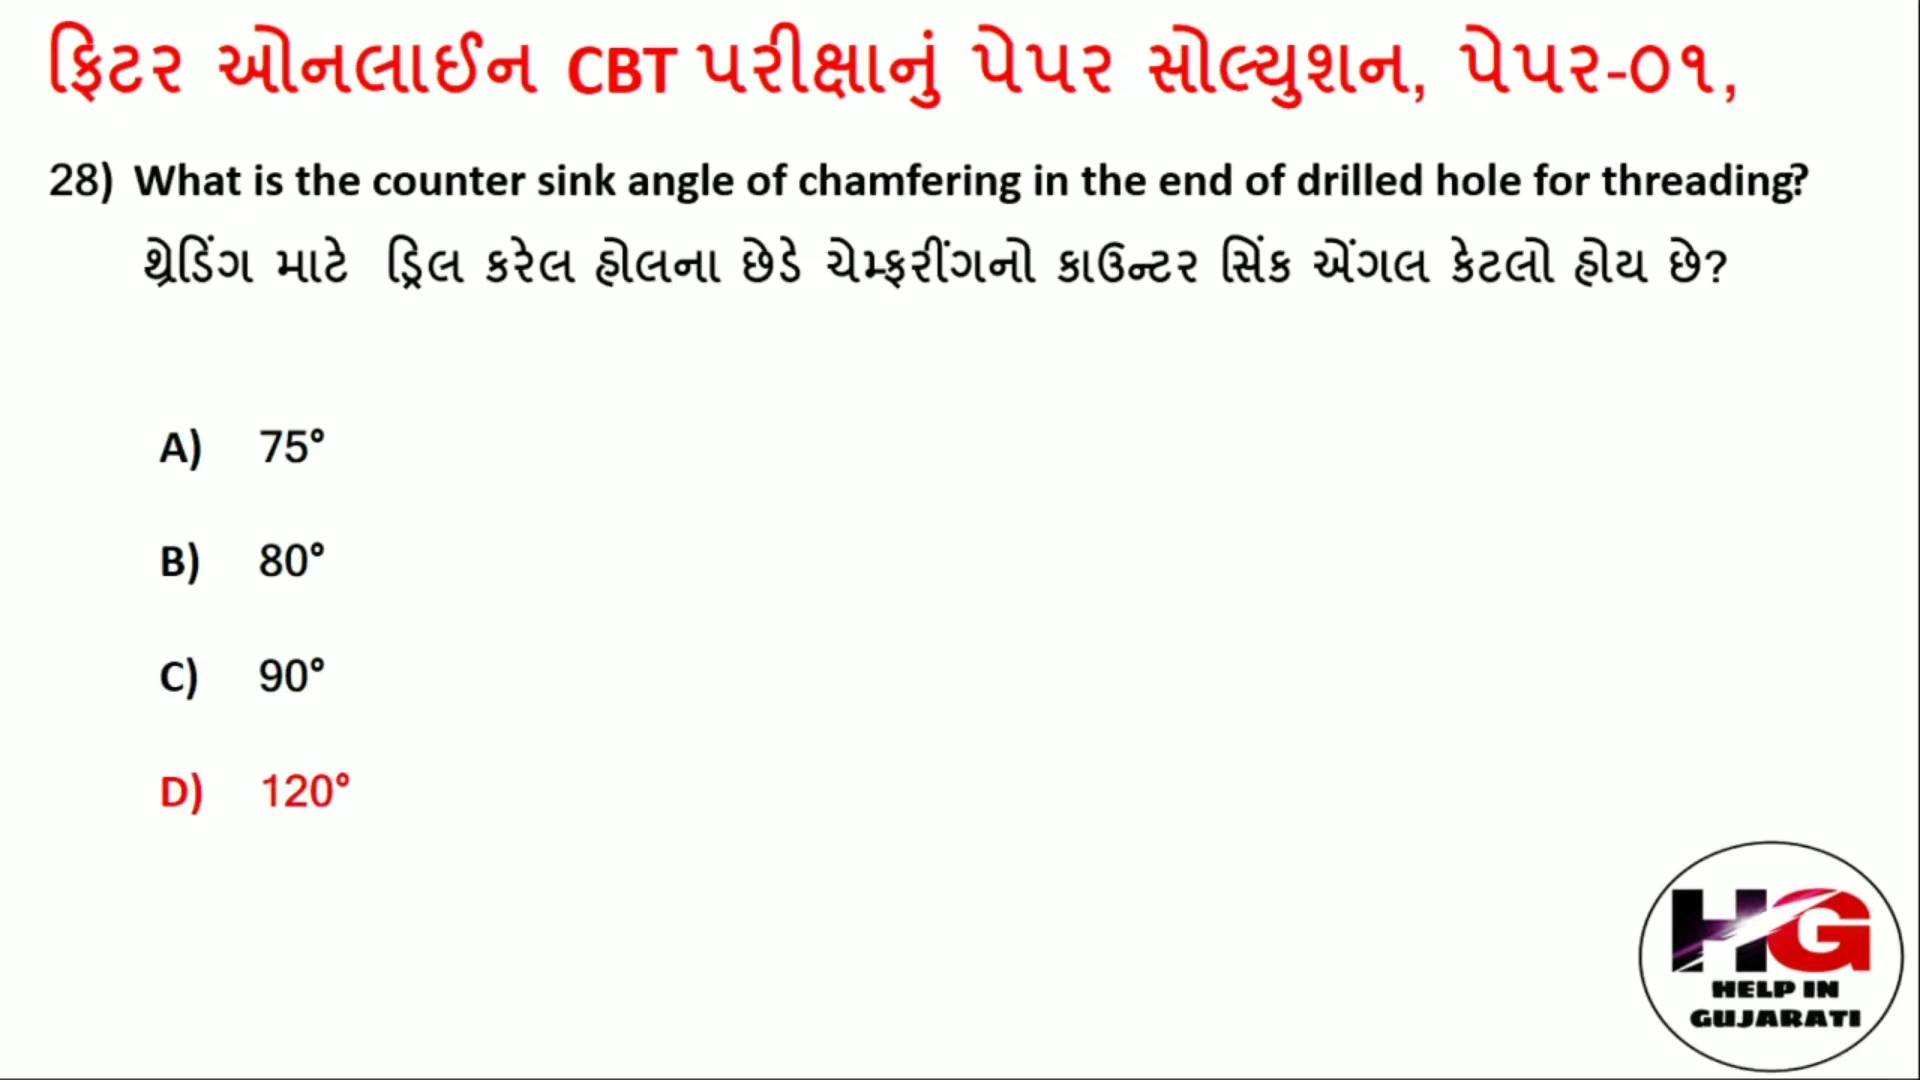 ફિટર ઓનલાઈન CBT પરીક્ષાનું પેપર સોલ્યુશન, પેપર-૦૧,
28) What is the counter sink angle of chamfering in the end of drilled hole for threading?
થ્રેડિંગ માટે ડ્રિલ કરેલ હોલના છેડે ચેમ્ફરીંગનો કાઉન્ટર સિંક એંગલ કેટલો હોય છે?
A) 75°
B) 80°
C) 90°
D) 120°
HG
HELP IN
GUJARATI